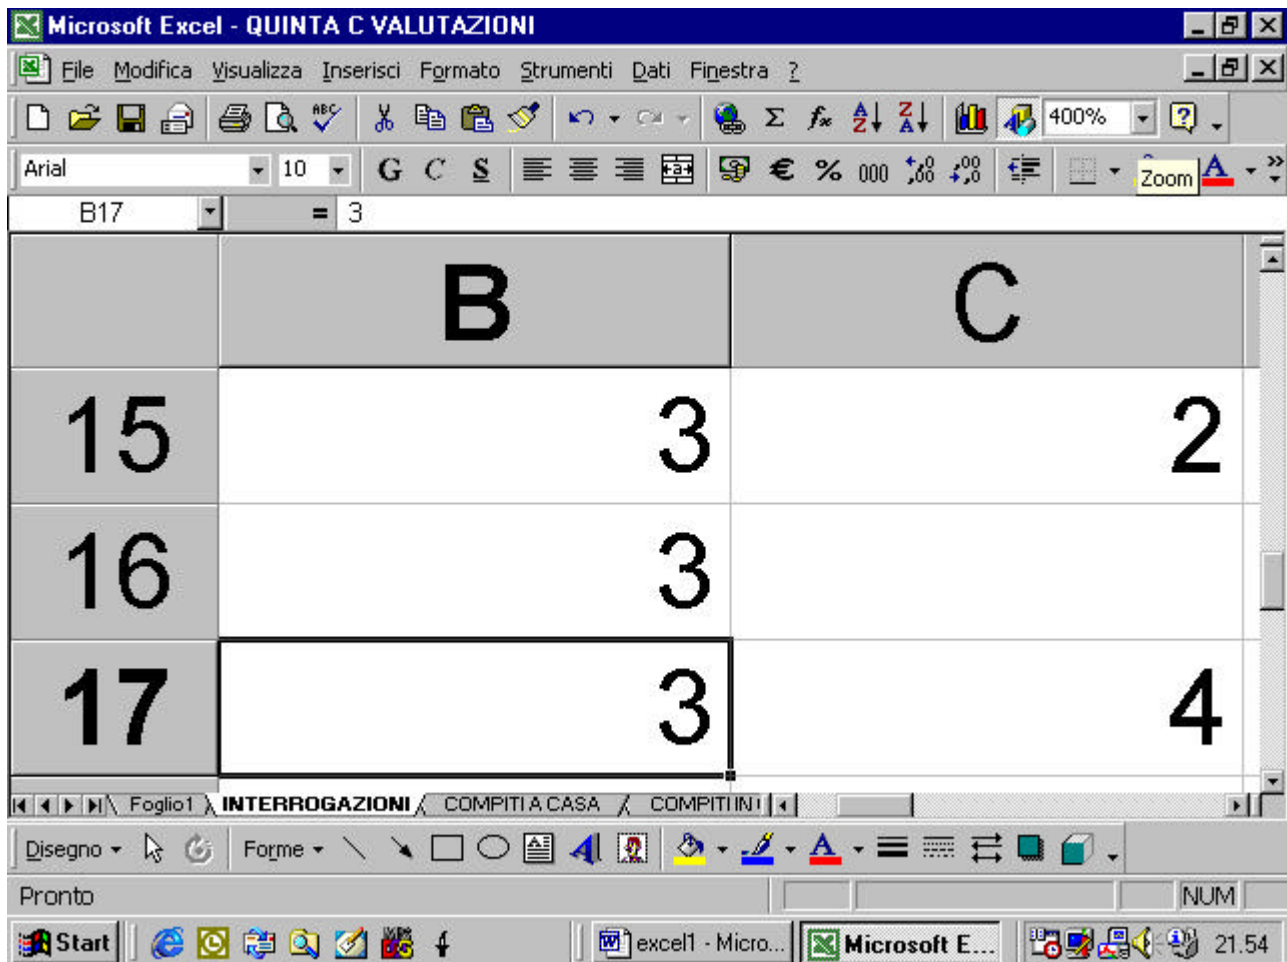 Microsoft Excel - QUINTA C VALUTAZIONI
File Modifica Visualizza Inserisci Formato Strumenti Dati Finestra ?
ABC Σ fx A Z Z A 400% ?
Arial 10 G C S a € % 000 Zoom A »
B17 = 3
B C
15 3 2
16 3
17 3 4
Foglio1 INTERROGAZIONI COMPITI A CASA COMPITI IN
Disegno Forme A A A
Pronto NUM
Start excel1 - Micro... Microsoft E... 21.54